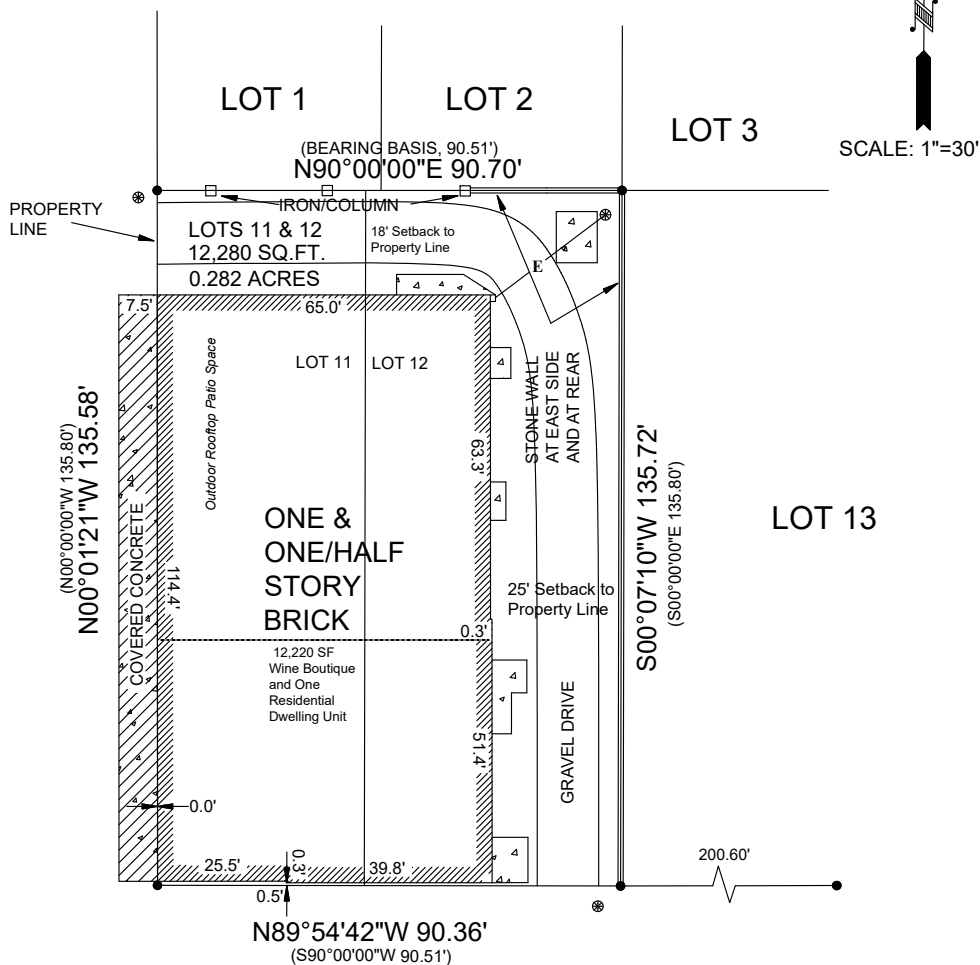 LOT 1
LOT 2
LOT 3
SCALE: 1"=30'
(BEARING BASIS, 90.51')
N90°00'00"E 90.70'
PROPERTY
LINE
IRON/COLUMN
LOTS 11 & 12
12,280 SQ.FT.
0.282 ACRES
18' Setback to
Property Line
E
7.5'
65.0'
LOT 11
LOT 12
Outdoor Rooftop Patio Space
STONE WALL
AT EAST SIDE
AND AT REAR
63.3'
N00°01'21"W 135.58'
(N00°00'00"W 135.80')
COVERED CONCRETE
114.4'
ONE &
ONE/HALF
STORY
BRICK
12,220 SF
Wine Boutique
and One
Residential
Dwelling Unit
LOT 13
25' Setback to
Property Line
0.3'
S00°07'10"W 135.72'
(S00°00'00"E 135.80')
51.4'
GRAVEL DRIVE
0.0'
25.5'
0.3'
39.8'
0.5'
200.60'
N89°54'42"W 90.36'
(S90°00'00"W 90.51')